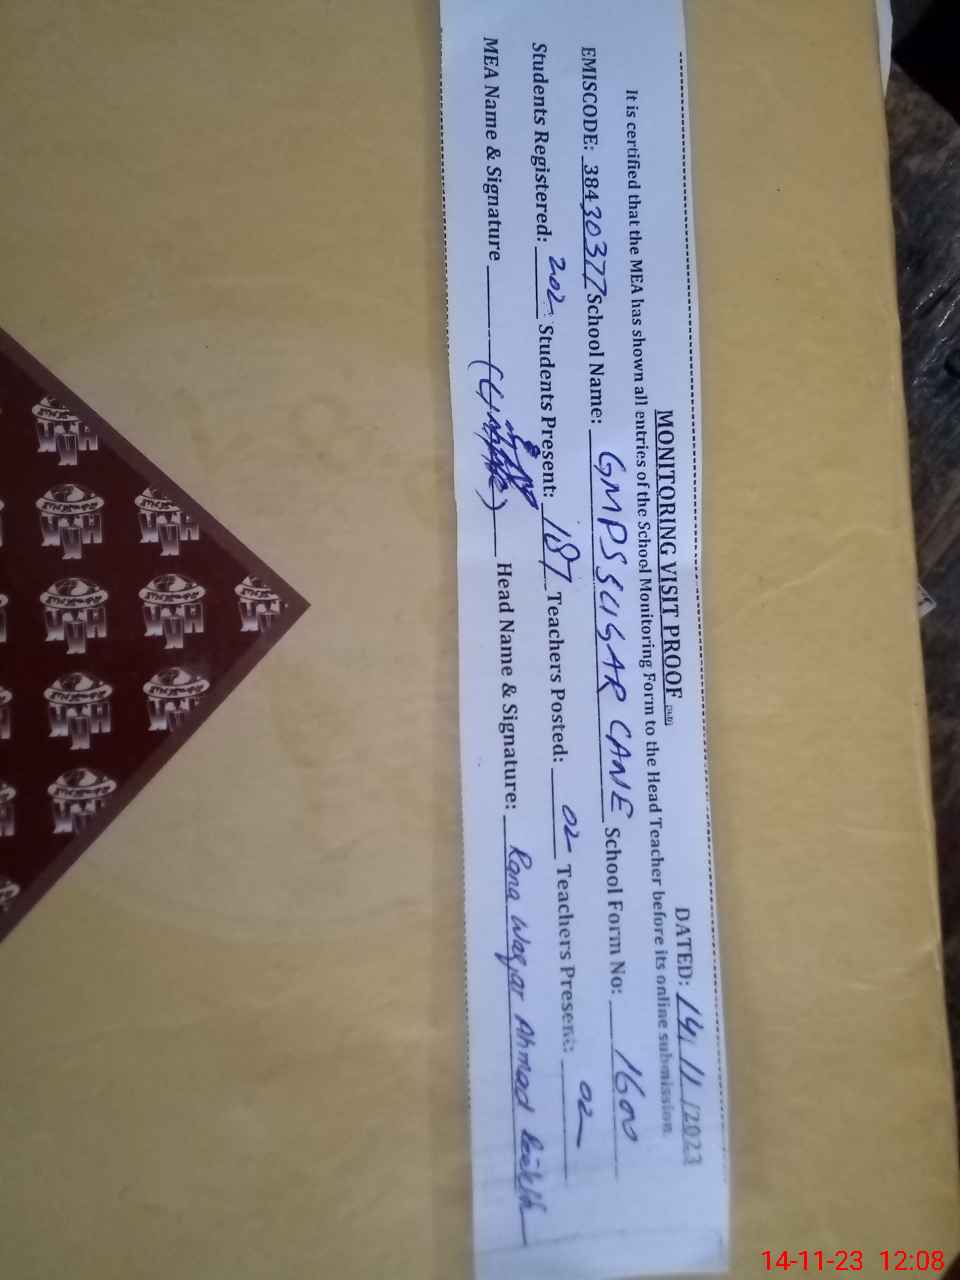 MONITORING VISIT PROOF
DATED: 14/11/2023
It is certified that the MEA has shown all entries of the School Monitoring Form to the Head Teacher before its online submission.
EMISCODE: 38430377 School Name: GMPS SUGAR CANE School Form No: 1600
Students Registered: 202 Students Present: 187 Teachers Posted: 02 Teachers Present: 02
MEA Name & Signature Head Name & Signature: Rana Waqar Ahmad
14-11-23 12:08